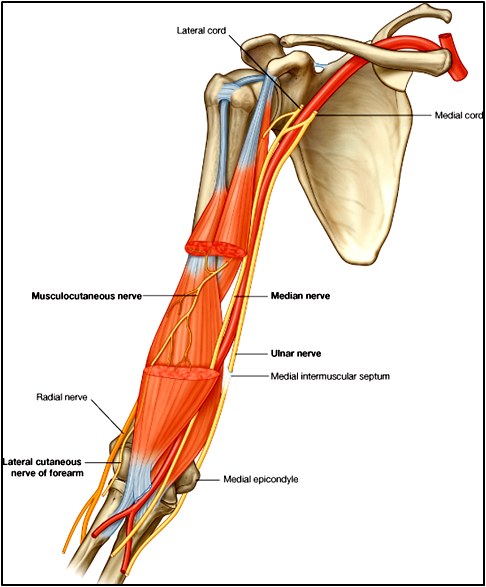 Lateral cord
Medial cord
Musculocutaneous nerve
Median nerve
Ulnar nerve
Medial intermuscular septum
Radial nerve
Lateral cutaneous
nerve of forearm
Medial epicondyle